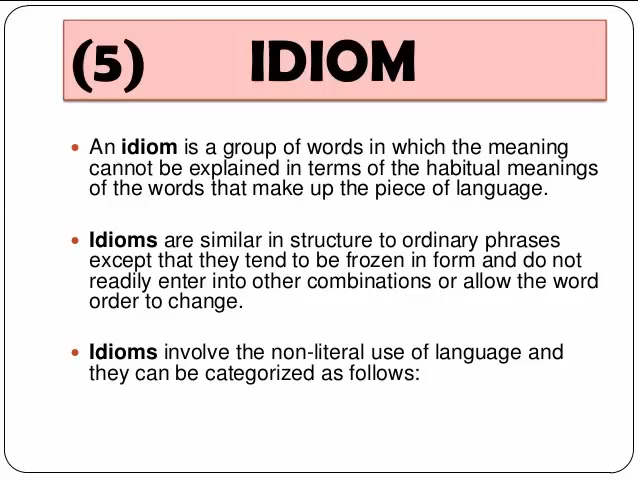 (5) IDIOM
• An idiom is a group of words in which the meaning
cannot be explained in terms of the habitual meanings
of the words that make up the piece of language.
• Idioms are similar in structure to ordinary phrases
except that they tend to be frozen in form and do not
readily enter into other combinations or allow the word
order to change.
• Idioms involve the non-literal use of language and
they can be categorized as follows: